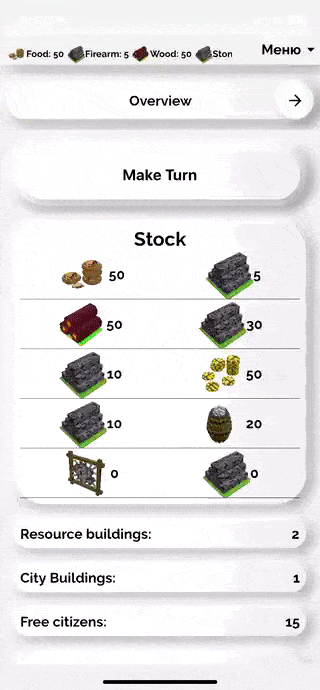 Food: 50 Firearm: 5 Wood: 50 Ston
Меню
Overview
Make Turn
Stock
50 5
50 30
10 50
10 20
0 0
Resource buildings: 2
City Buildings: 1
Free citizens: 15